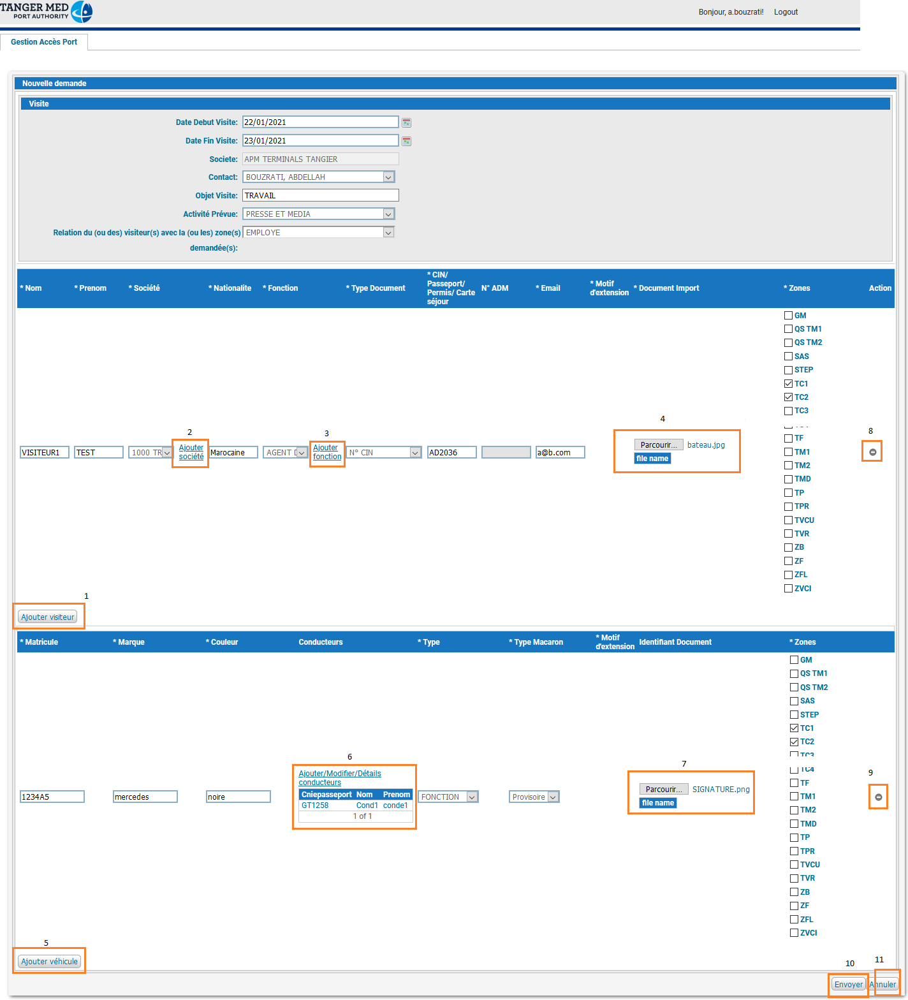 TANGER MED
PORT AUTHORITY
Bonjour, a.bouzrati! Logout
Gestion Accès Port
Nouvelle demande
Visite
Date Debut Visite: 22/01/2021
Date Fin Visite: 23/01/2021
Societe: APM TERMINALS TANGIER
Contact: BOUZRATI, ABDELLAH
Objet Visite: TRAVAIL
Activité Prévue: PRESSE ET MEDIA
Relation du (ou des) visiteur(s) avec la (ou les) zone(s) EMPLOYE
demandée(s):
* Nom * Prenom * Société * Nationalite * Fonction * Type Document * CIN/ Passeport/ Permis/ Carte séjour N° ADM * Email * Motif d'extension * Document Import * Zones Action
GM
QS TM1
QS TM2
SAS
STEP
TC1
TC2
TC3
2 3 4 8
VISITEUR1 TEST 1000 TR Ajouter société Marocaine AGENT D Ajouter fonction N° CIN AD2036 a@b.com Parcourir... bateau.jpg
file name
TF
TM1
TM2
TMD
TP
TPR
TVCU
TVR
ZB
ZF
ZFL
ZVCI
1
Ajouter visiteur
* Matricule * Marque * Couleur Conducteurs * Type * Type Macaron * Motif d'extension Identifiant Document * Zones
GM
QS TM1
QS TM2
SAS
STEP
TC1
TC2
TC3
6 7 9
Ajouter/Modifier/Détails
conducteurs
Cniepasseport Nom Prenom
GT1258 Cond1 conde1
1 of 1
1234A5 mercedes noire FONCTION Provisoire Parcourir... SIGNATURE.png
file name
TC4
TF
TM1
TM2
TMD
TP
TPR
TVCU
TVR
ZB
ZF
ZFL
ZVCI
5
Ajouter véhicule
10 11
Envoyer Annuler